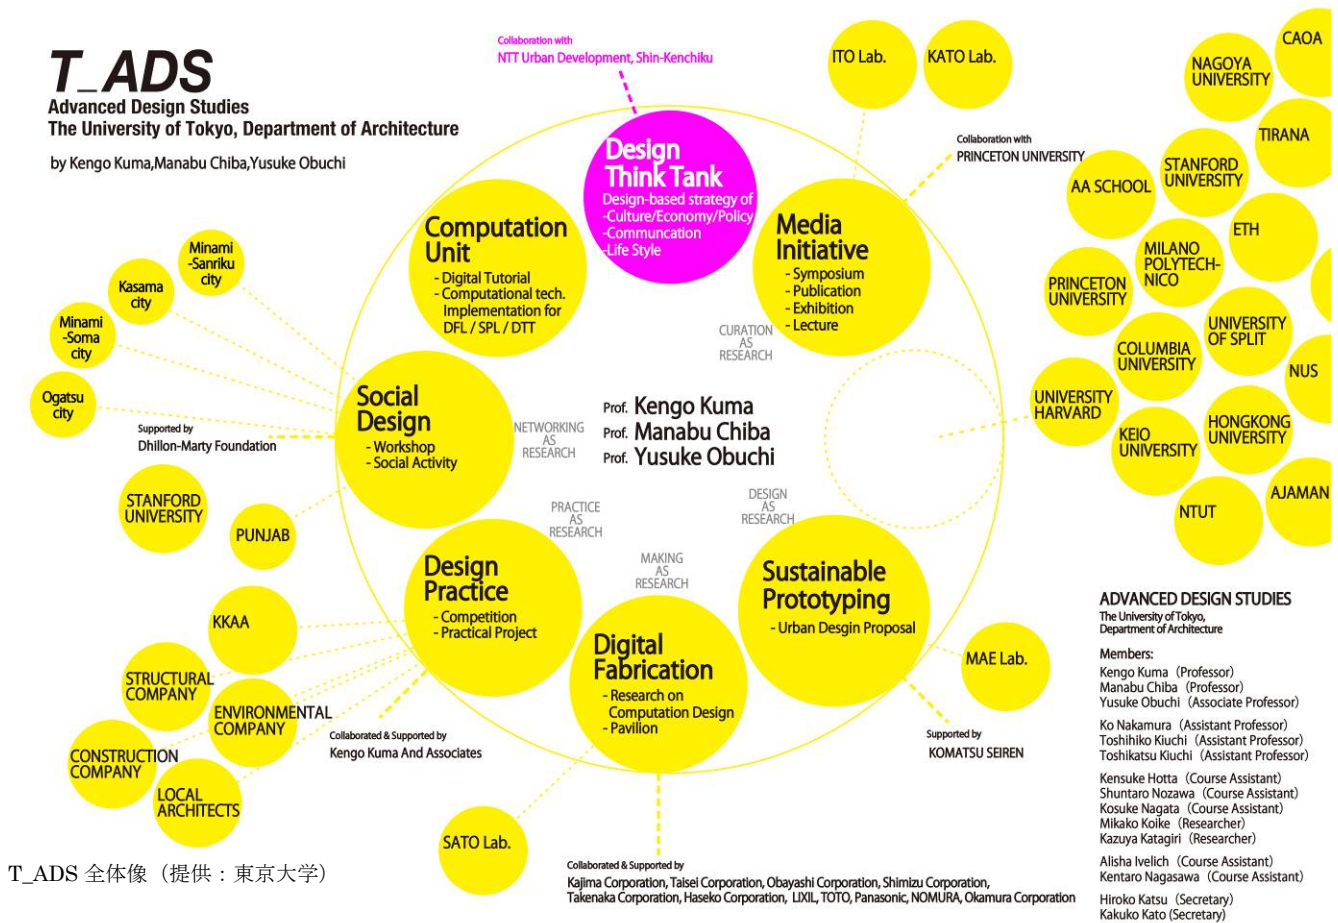 T_ADS
Advanced Design Studies
The University of Tokyo, Department of Architecture
by Kengo Kuma,Manabu Chiba,Yusuke Obuchi
Collaboration with
NTT Urban Development, Shin-Kenchiku
Design
Think Tank
Design-based strategy of
-Culture/Economy/Policy
-Communcation
-Life Style
Computation
Unit
- Digital Tutorial
- Computational tech.
Implementation for
DFL / SPL / DTT
Media
Initiative
- Symposium
- Publication
- Exhibition
- Lecture
ITO Lab.
KATO Lab.
Collaboration with
PRINCETON UNIVERSITY
CURATION
AS
RESEARCH
Minami
-Sanriku
city
Kasama
city
Minami
-Soma
city
Ogatsu
city
Social
Design
- Workshop
- Social Activity
Supported by
Dhillon-Marty Foundation
STANFORD
UNIVERSITY
PUNJAB
NETWORKING
AS
RESEARCH
Prof. Kengo Kuma
Prof. Manabu Chiba
Prof. Yusuke Obuchi
PRACTICE
AS
RESEARCH
DESIGN
AS
RESEARCH
MAKING
AS
RESEARCH
Design
Practice
- Competition
- Practical Project
KKAA
STRUCTURAL
COMPANY
ENVIRONMENTAL
COMPANY
CONSTRUCTION
COMPANY
LOCAL
ARCHITECTS
Collaborated & Supported by
Kengo Kuma And Associates
Digital
Fabrication
- Research on
Computation Design
- Pavilion
SATO Lab.
Collaborated & Supported by
Kajima Corporation, Taisei Corporation, Obayashi Corporation, Shimizu Corporation,
Takenaka Corporation, Haseko Corporation, LIXIL, TOTO, Panasonic, NOMURA, Okamura Corporation
Sustainable
Prototyping
- Urban Desgin Proposal
MAE Lab.
Supported by
KOMATSU SEIREN
CAOA
NAGOYA
UNIVERSITY
TIRANA
STANFORD
UNIVERSITY
AA SCHOOL
ETH
MILANO
POLYTECH-
NICO
PRINCETON
UNIVERSITY
UNIVERSITY
OF SPLIT
COLUMBIA
UNIVERSITY
NUS
UNIVERSITY
HARVARD
HONGKONG
UNIVERSITY
KEIO
UNIVERSITY
AJAMAN
NTUT
ADVANCED DESIGN STUDIES
The University of Tokyo,
Department of Architecture
Members:
Kengo Kuma（Professor）
Manabu Chiba（Professor）
Yusuke Obuchi（Associate Professor）
Ko Nakamura（Assistant Professor）
Toshihiko Kiuchi（Assistant Professor）
Toshikatsu Kiuchi（Assistant Professor）
Kensuke Hotta（Course Assistant）
Shuntaro Nozawa（Course Assistant）
Kosuke Nagata（Course Assistant）
Mikako Koike（Researcher）
Kazuya Katagiri（Researcher）
Alisha Ivelich（Course Assistant）
Kentaro Nagasawa（Course Assistant）
Hiroko Katsu（Secretary）
Kakuko Kato (Secretary）
T_ADS 全体像（提供：東京大学）